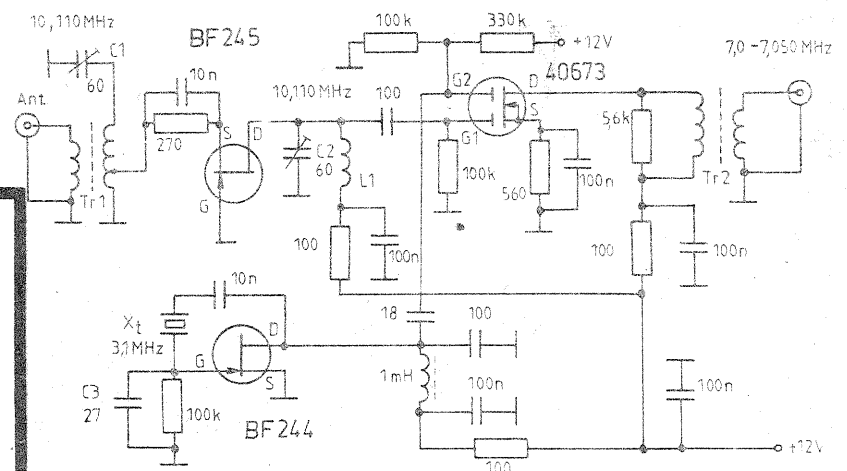 10,110 MHz
C1
60
BF245
100k
330k
+12V
7,0 - 7,050 MHz
10n
Ant.
270
S
D
G
Tr1
10,110MHz
C2
60
L1
100
100n
100
G2
G1
40673
D
S
100k
560
100n
5,6k
Tr2
100
100n
10n
Xt
3,1MHz
D
G
S
C3
27
100k
BF244
18
100
1mH
100n
100
100n
+12V